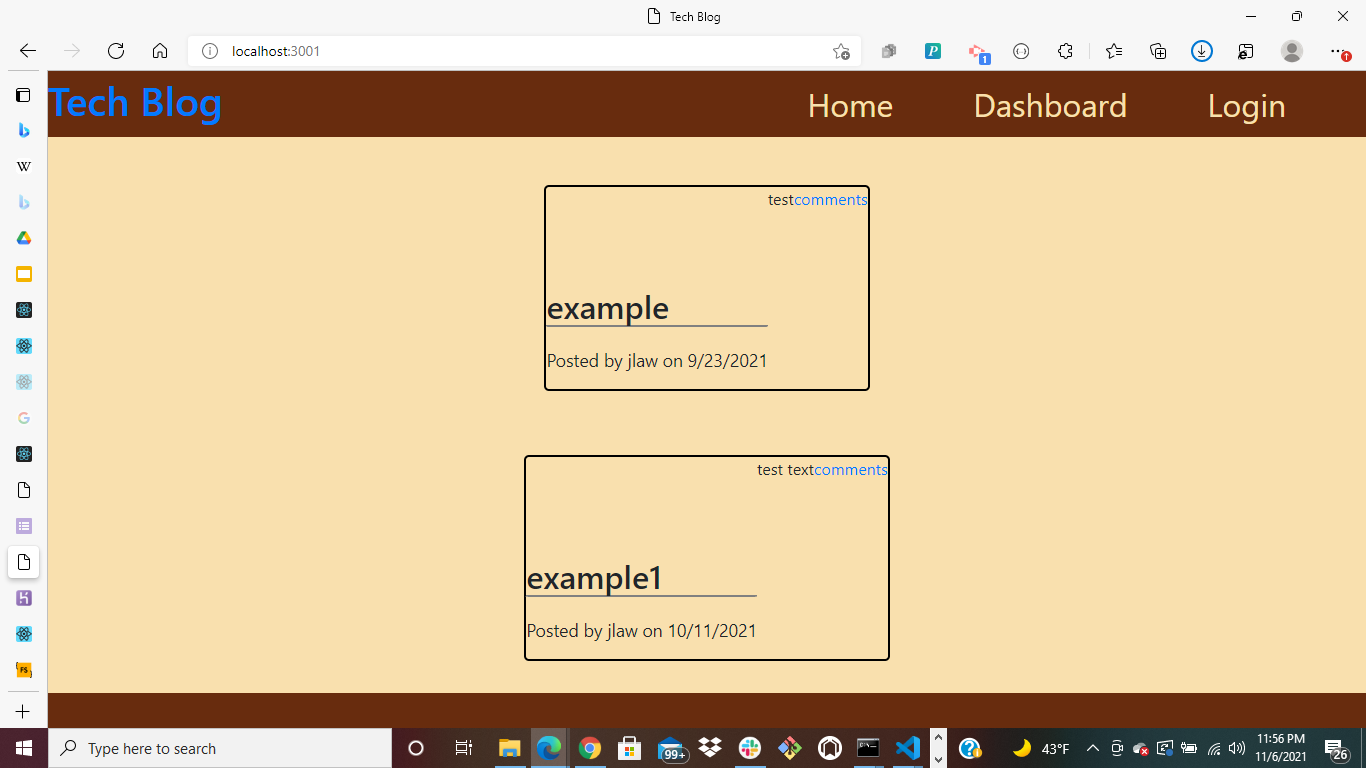 Tech Blog
localhost:3001
1
Tech Blog
Home Dashboard Login
testcomments
example
Posted by jlaw on 9/23/2021
test textcomments
example1
Posted by jlaw on 10/11/2021
W
FS
Type here to search
99+
43°F
11:56 PM
11/6/2021
26